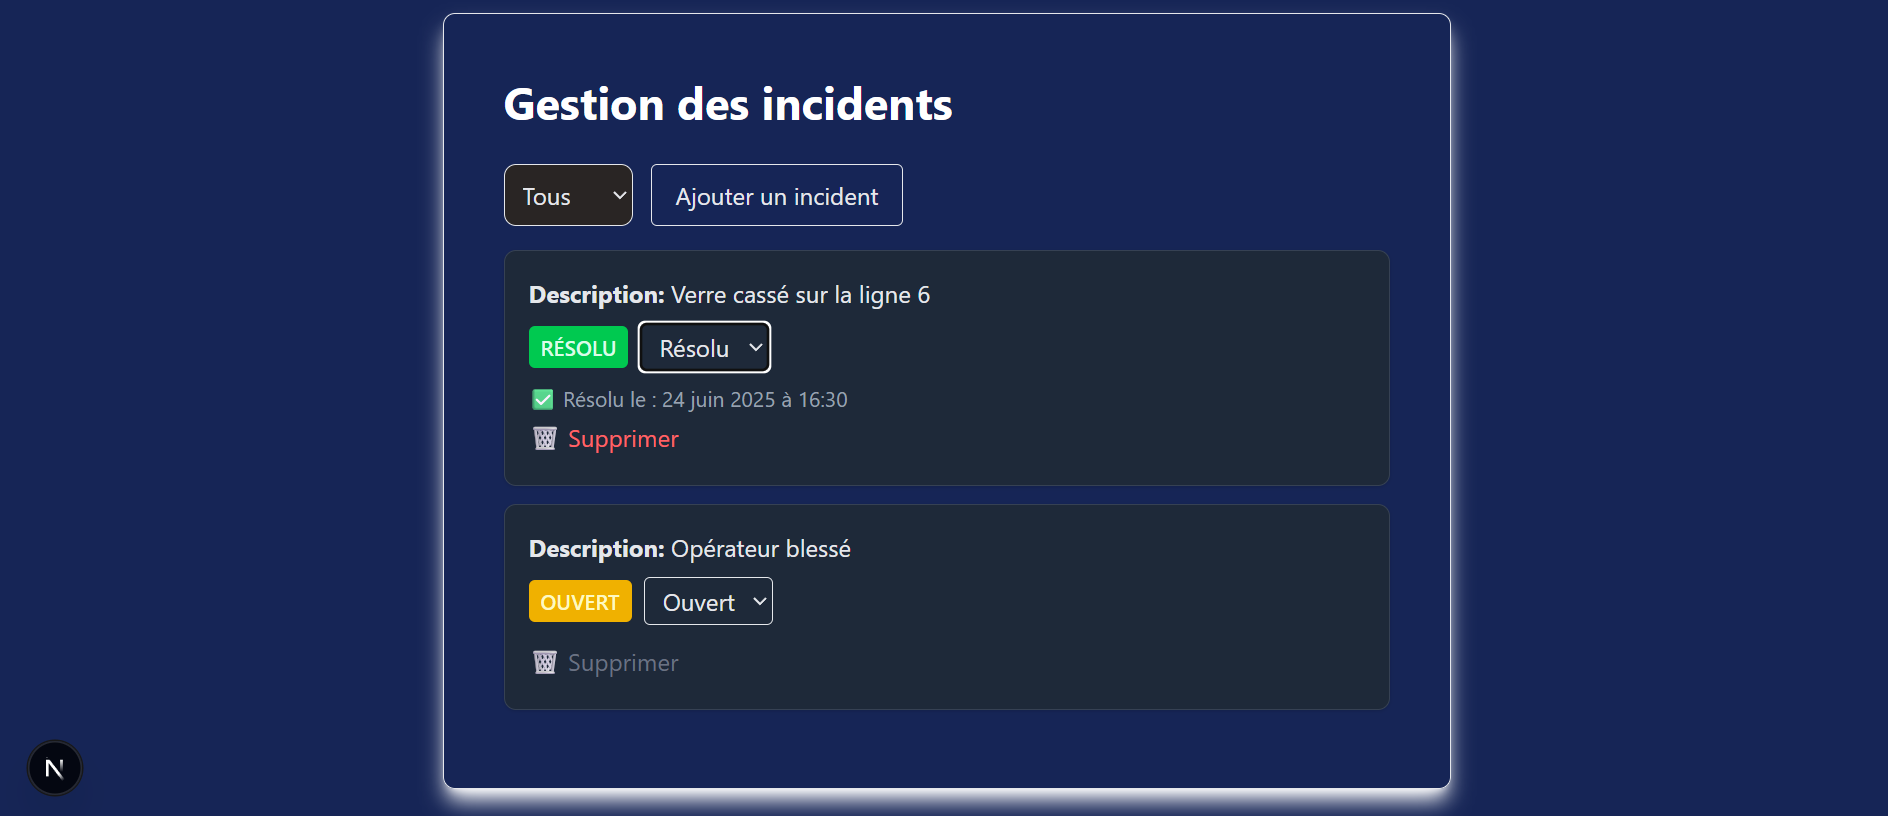 Gestion des incidents
Tous Ajouter un incident
Description: Verre cassé sur la ligne 6
RÉSOLU Résolu
✅ Résolu le : 24 juin 2025 à 16:30
🗑️ Supprimer
Description: Opérateur blessé
OUVERT Ouvert
🗑️ Supprimer
N